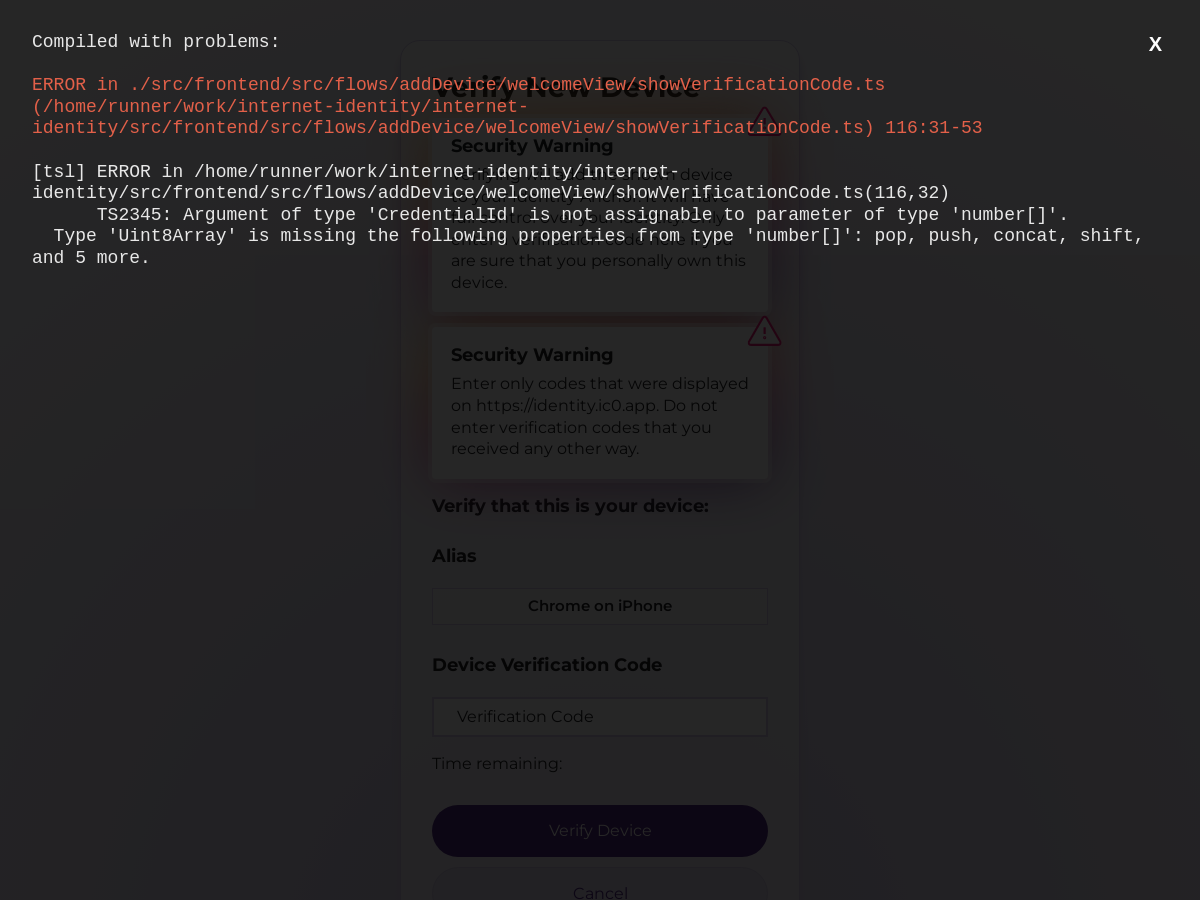 Compiled with problems:
X
ERROR in ./src/frontend/src/flows/addDevice/welcomeView/showVerificationCode.ts
(/home/runner/work/internet-identity/internet-
identity/src/frontend/src/flows/addDevice/welcomeView/showVerificationCode.ts) 116:31-53
[tsl] ERROR in /home/runner/work/internet-identity/internet-
identity/src/frontend/src/flows/addDevice/welcomeView/showVerificationCode.ts(116,32)
TS2345: Argument of type 'CredentialId' is not assignable to parameter of type 'number[]'.
Type 'Uint8Array' is missing the following properties from type 'number[]': pop, push, concat, shift,
and 5 more.
Verify New Device
Security Warning
device
to your Identity Anchor. It will have
are sure that you personally own this
device.
Security Warning
Enter only codes that were displayed
on https://identity.ic0.app. Do not
enter verification codes that you
received any other way.
Verify that this is your device:
Alias
Chrome on iPhone
Device Verification Code
Verification Code
Time remaining:
Verify Device
Cancel